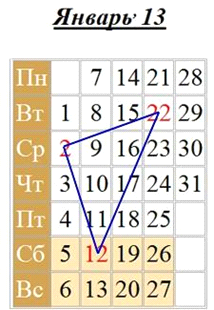 Январь 13
Пн 7 14 21 28
Вт 1 8 15 22 29
Ср 2 9 16 23 30
Чт 3 10 17 24 31
Пт 4 11 18 25
Сб 5 12 19 26
Вс 6 13 20 27